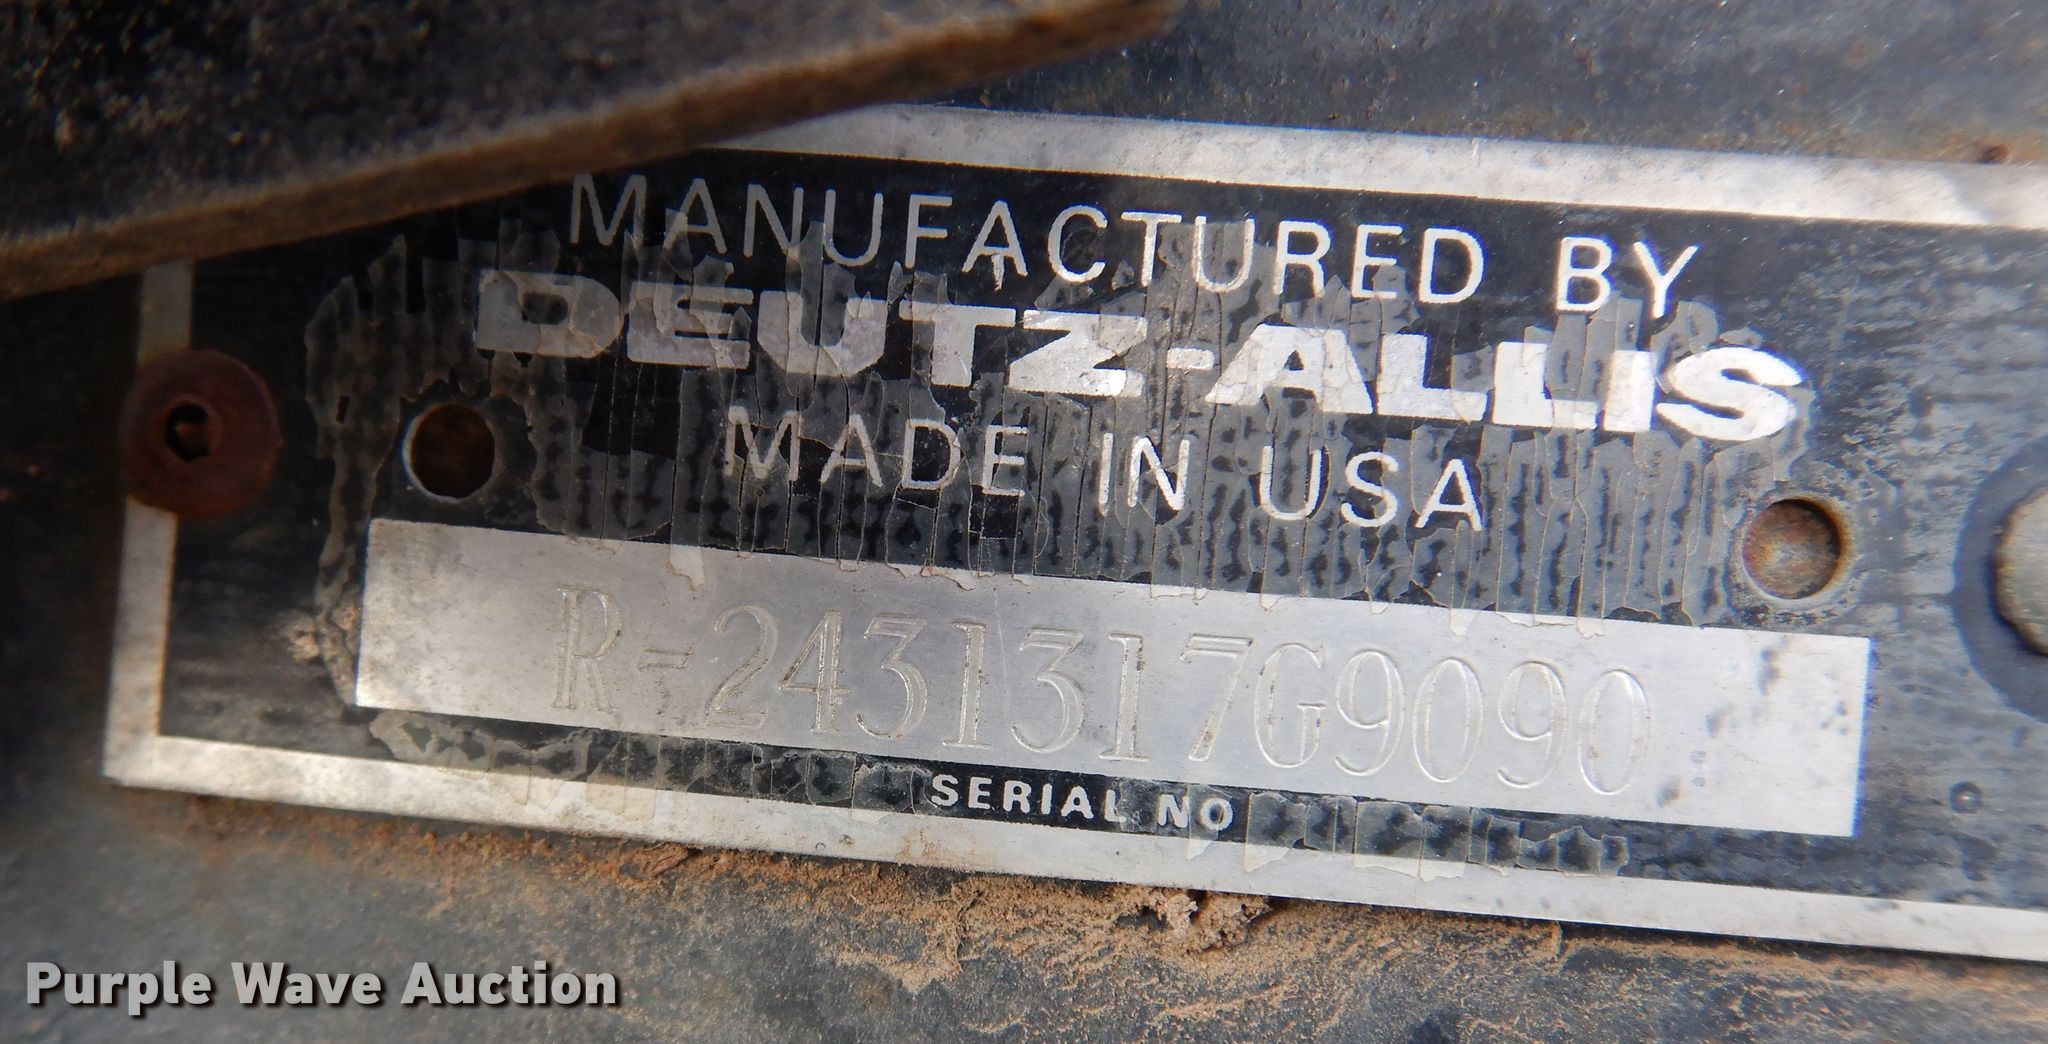 MANUFACTURED BY
DEUTZ-ALLIS
MADE IN USA
R-2431317G9090
SERIAL NO
Purple Wave Auction